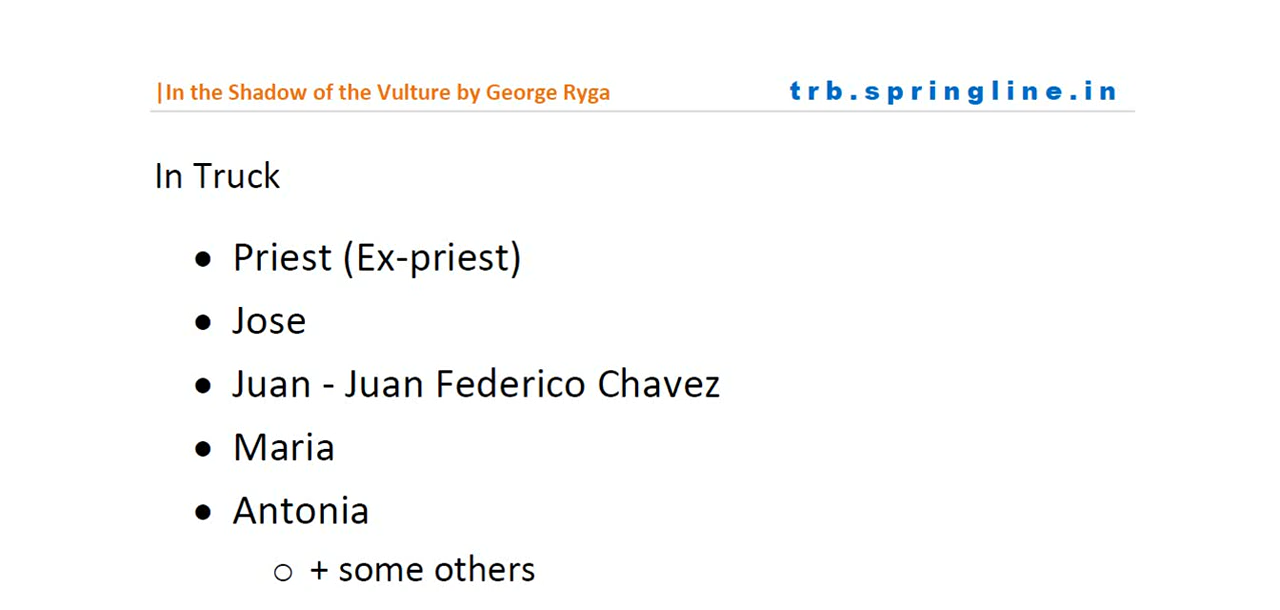 |In the Shadow of the Vulture by George Ryga trb.springline.in
In Truck
● Priest (Ex-priest)
● Jose
● Juan - Juan Federico Chavez
● Maria
● Antonia
○ + some others